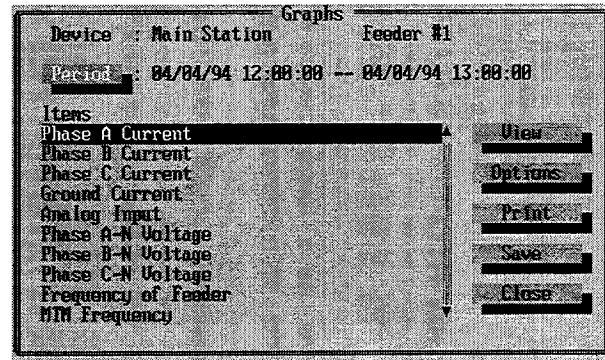 Graphs
Device : Main Station Feeder #1
Period : 04/04/94 12:00:00 -- 04/04/94 13:00:00
Items
Phase A Current
Phase B Current
Phase C Current
Ground Current
Analog Input
Phase A-N Voltage
Phase B-N Voltage
Phase C-N Voltage
Frequency of Feeder
MTM Frequency
View
Options
Print
Save
Close